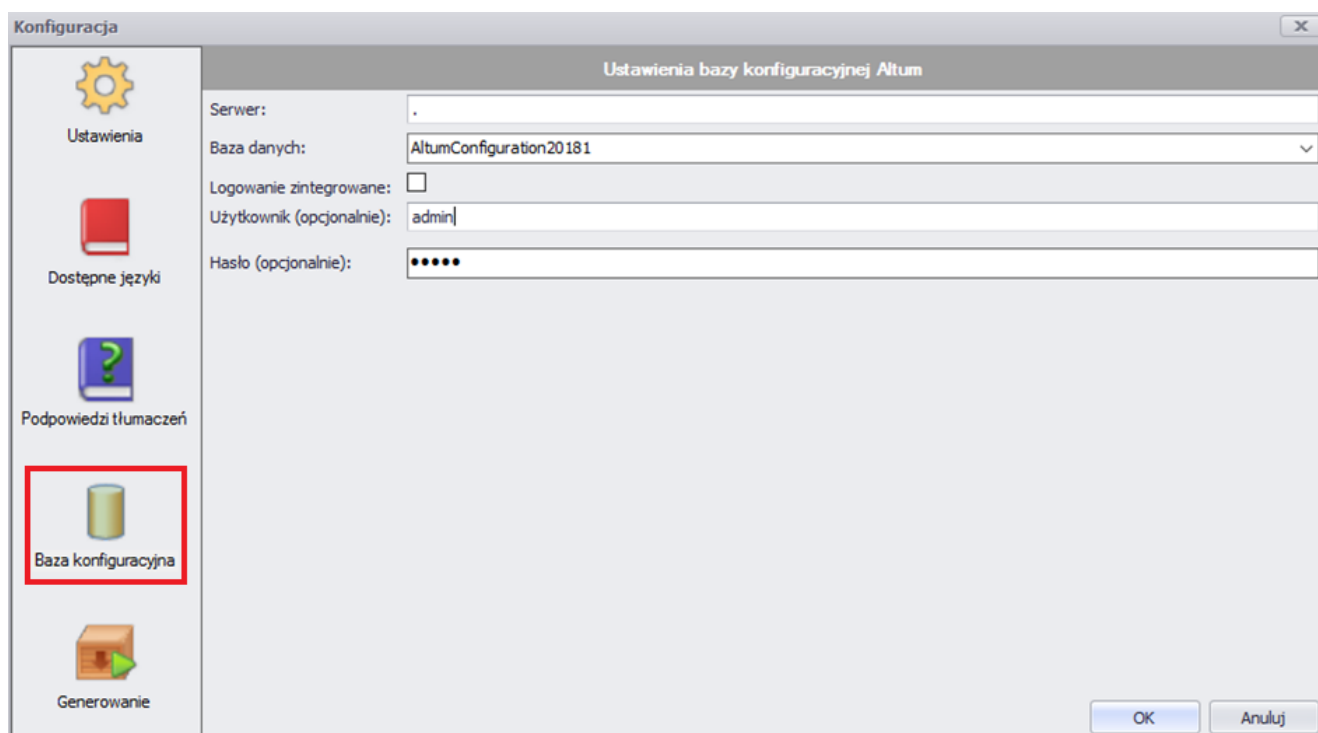 Konfiguracja
Ustawienia
Dostępne języki
Podpowiedzi tłumaczeń
Baza konfiguracyjna
Generowanie
Ustawienia bazy konfiguracyjnej Altum
Serwer: .
Baza danych: AltumConfiguration20181
Logowanie zintegrowane:
Użytkownik (opcjonalnie): admin
Hasło (opcjonalnie): •••••
OK Anuluj